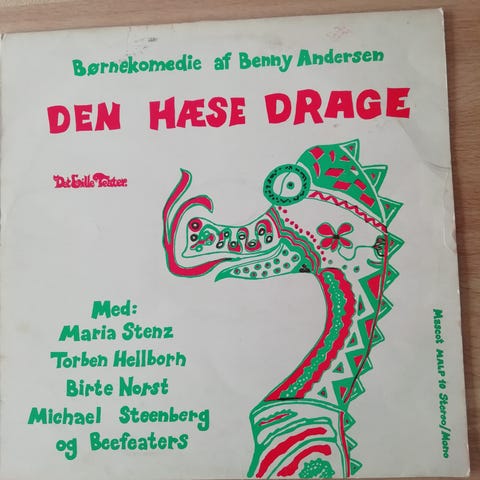 Børnekomedie af Benny Andersen
DEN HÆSE DRAGE
Det Lille Teater.
Med:
Maria Stenz
Torben Hellborn
Birte Norst
Michael Steenberg
og Beefeaters
Mascot MALP 10 Stereo/Mono